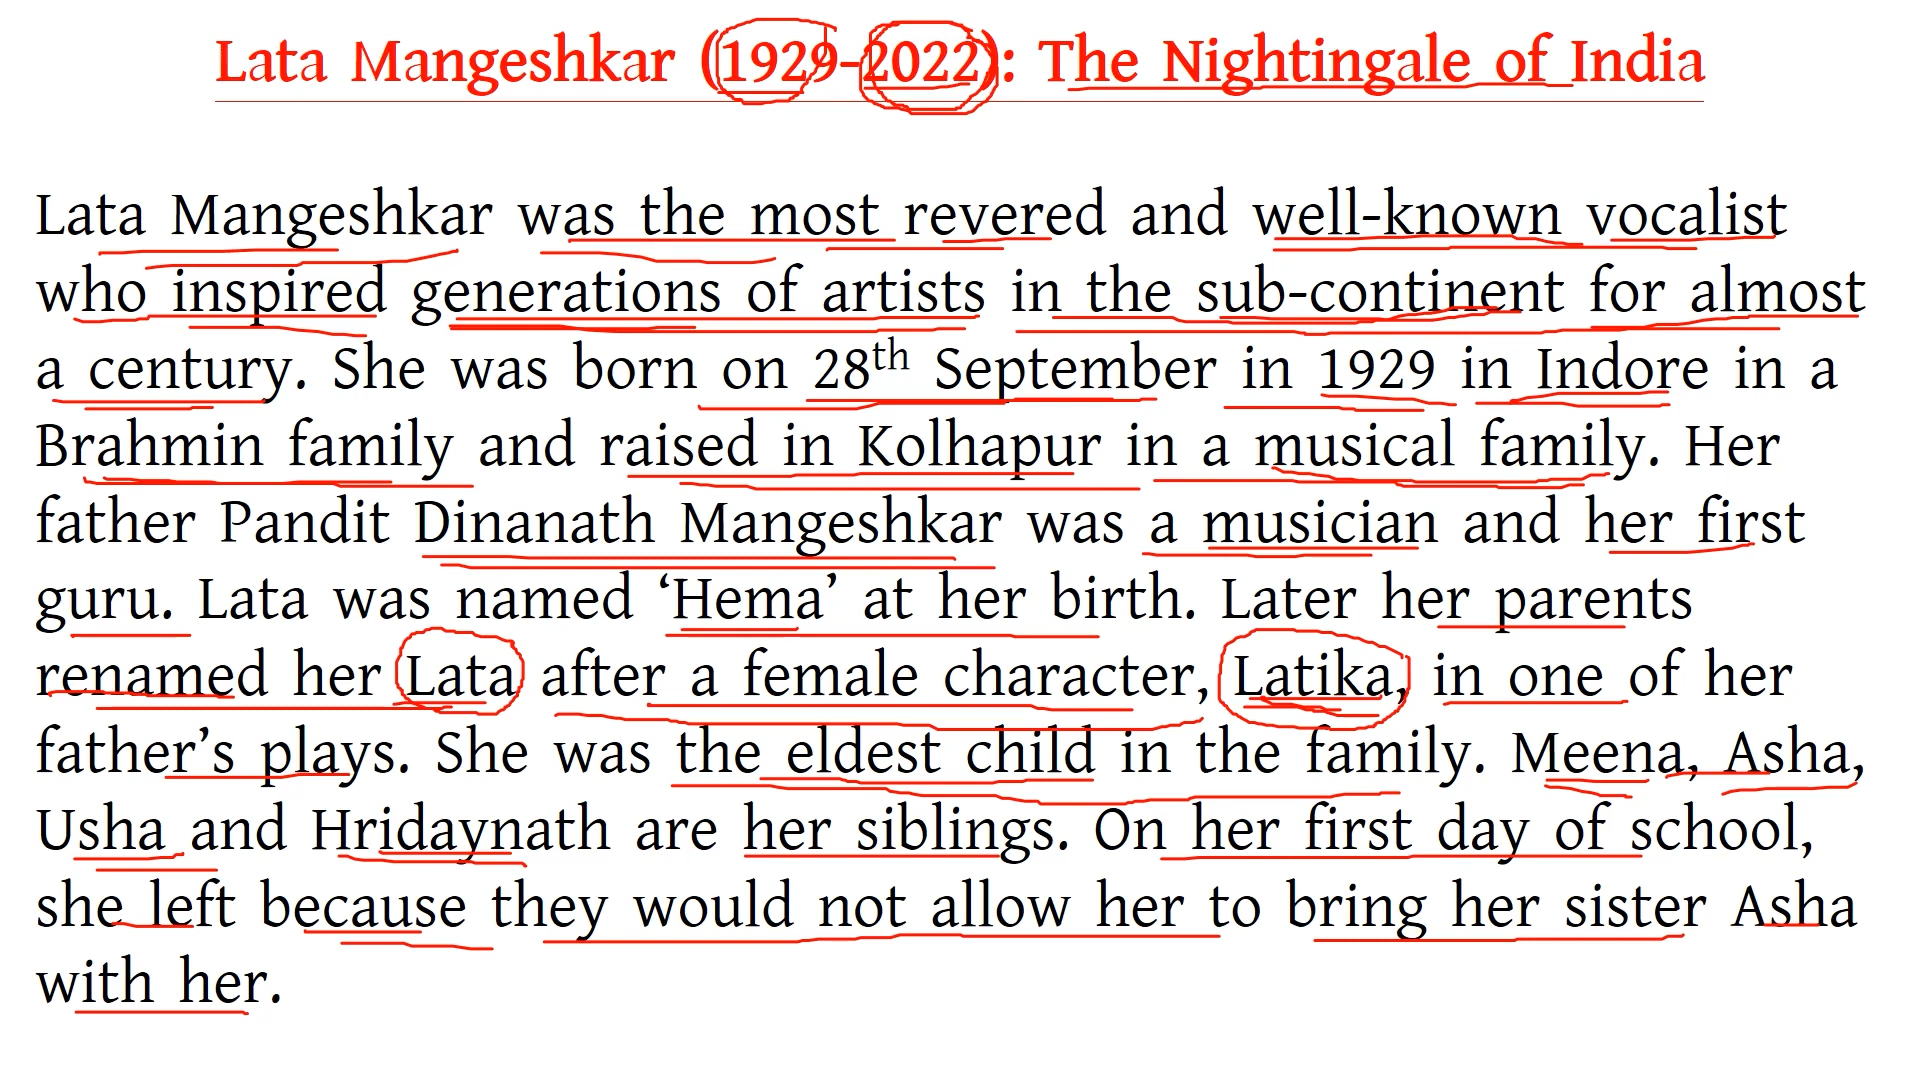 Lata Mangeshkar (1929-2022): The Nightingale of India
Lata Mangeshkar was the most revered and well-known vocalist
who inspired generations of artists in the sub-continent for almost
a century. She was born on 28th September in 1929 in Indore in a
Brahmin family and raised in Kolhapur in a musical family. Her
father Pandit Dinanath Mangeshkar was a musician and her first
guru. Lata was named ‘Hema’ at her birth. Later her parents
renamed her Lata after a female character, Latika, in one of her
father’s plays. She was the eldest child in the family. Meena, Asha,
Usha and Hridaynath are her siblings. On her first day of school,
she left because they would not allow her to bring her sister Asha
with her.